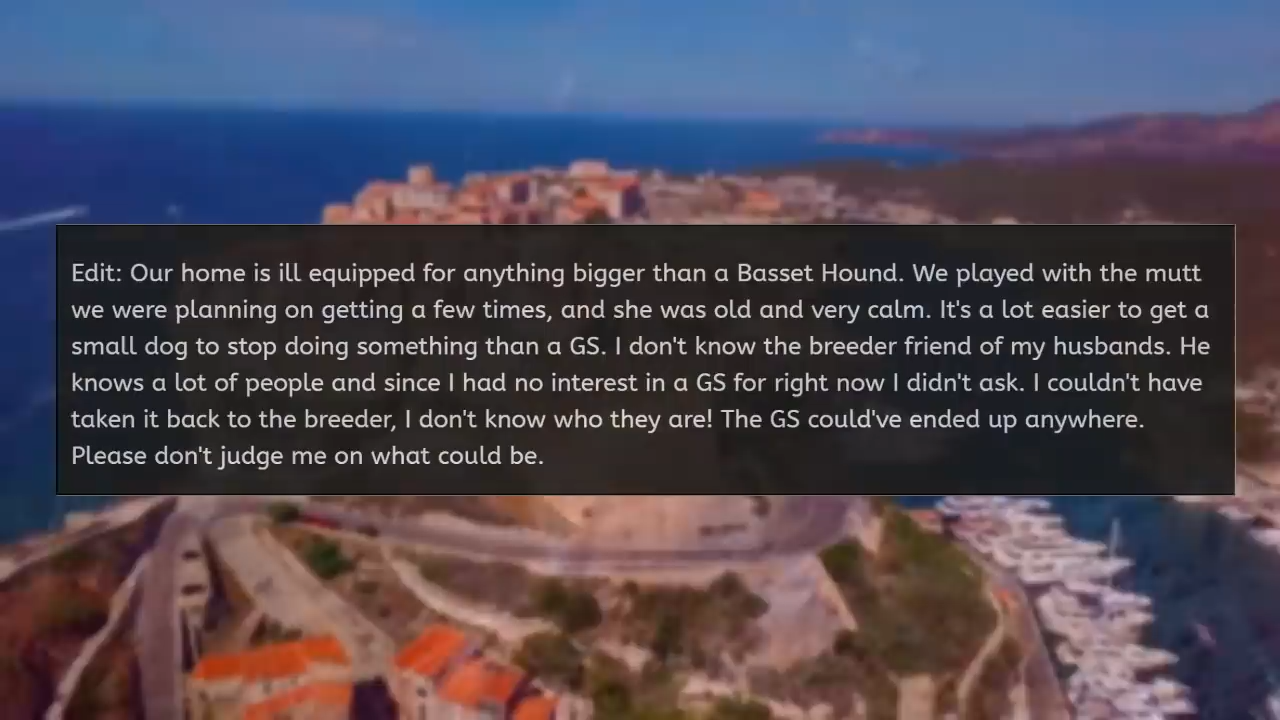 Edit: Our home is ill equipped for anything bigger than a Basset Hound. We played with the mutt
we were planning on getting a few times, and she was old and very calm. It's a lot easier to get a
small dog to stop doing something than a GS. I don't know the breeder friend of my husbands. He
knows a lot of people and since I had no interest in a GS for right now I didn't ask. I couldn't have
taken it back to the breeder, I don't know who they are! The GS could've ended up anywhere.
Please don't judge me on what could be.